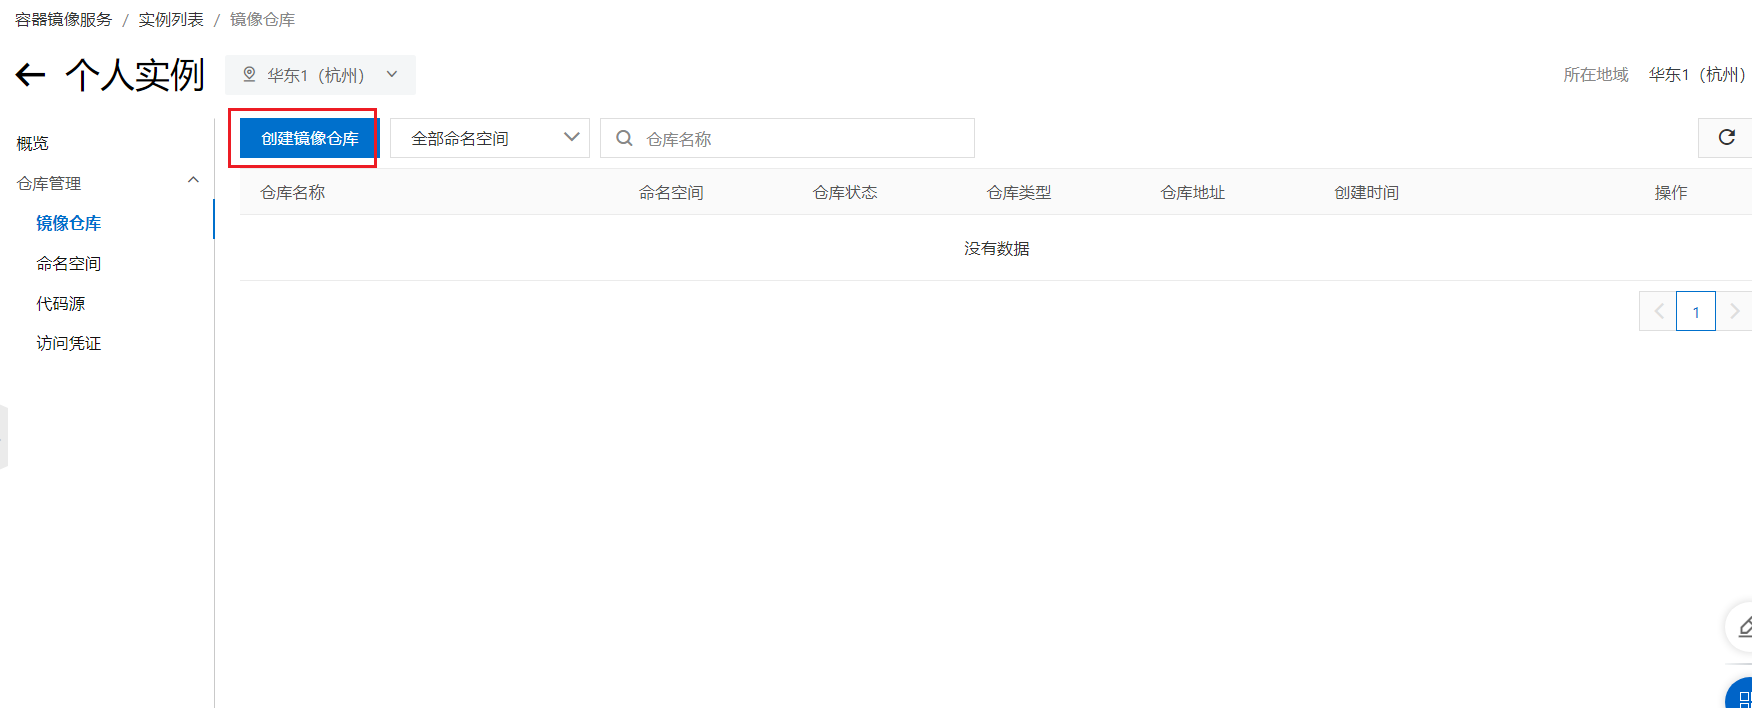 容器镜像服务 / 实例列表 / 镜像仓库
个人实例 华东1（杭州） 所在地域 华东1（杭州）
概览
仓库管理
镜像仓库
命名空间
代码源
访问凭证
创建镜像仓库 全部命名空间 仓库名称
仓库名称 命名空间 仓库状态 仓库类型 仓库地址 创建时间 操作
没有数据
1